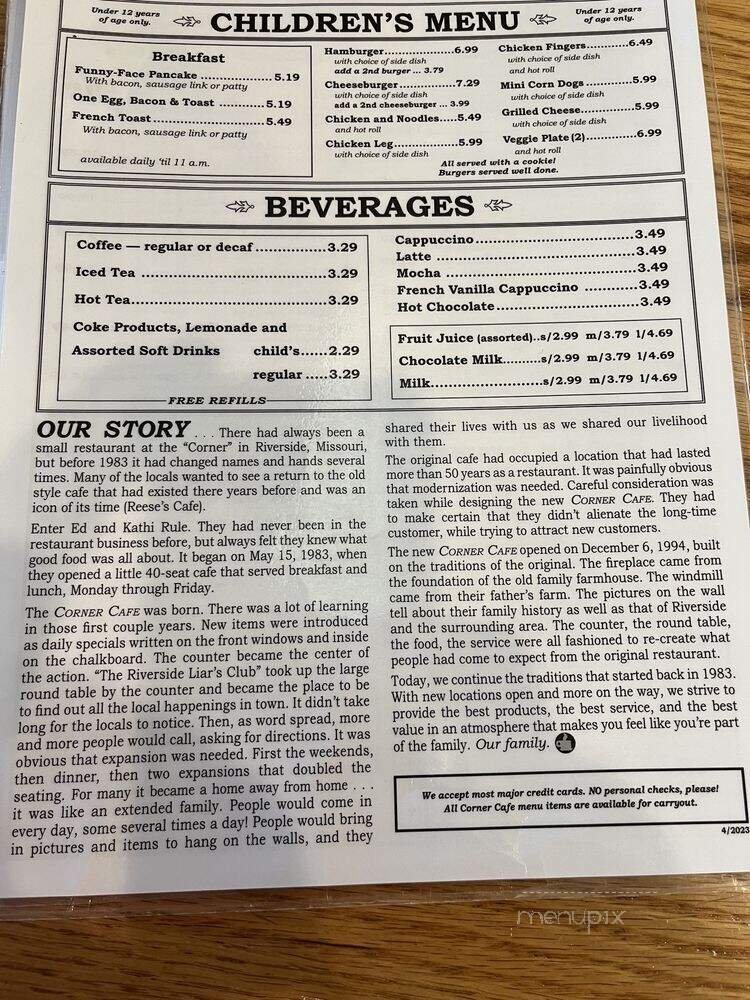 Under 12 years
of age only.
CHILDREN'S MENU
Under 12 years
of age only.
Breakfast
Funny-Face Pancake ..................5.19
With bacon, sausage link or patty
One Egg, Bacon & Toast .............5.19
French Toast.............................5.49
With bacon, sausage link or patty
available daily 'til 11 a.m.
Hamburger.........................6.99
with choice of side dish
add a 2nd burger ... 3.79
Cheeseburger....................7.29
with choice of side dish
add a 2nd cheeseburger ... 3.99
Chicken and Noodles.....5.49
and hot roll
Chicken Leg......................5.99
with choice of side dish
Chicken Fingers...........6.49
with choice of side dish
and hot roll
Mini Corn Dogs ............5.99
with choice of side dish
Grilled Cheese..............5.99
with choice of side dish
Veggie Plate (2).............6.99
and hot roll
All served with a cookie!
Burgers served well done.
BEVERAGES
Coffee — regular or decaf ..............3.29
Iced Tea .....................................3.29
Hot Tea.......................................3.29
Coke Products, Lemonade and
Assorted Soft Drinks child's......2.29
regular .....3.29
FREE REFILLS
Cappuccino................................3.49
Latte ........................................3.49
Mocha .......................................3.49
French Vanilla Cappuccino ...........3.49
Hot Chocolate.............................3.49
Fruit Juice (assorted)..s/2.99 m/3.79 1/4.69
Chocolate Milk.........s/2.99 m/3.79 1/4.69
Milk..........................s/2.99 m/3.79 1/4.69
OUR STORY . . . There had always been a
small restaurant at the "Corner" in Riverside, Missouri,
but before 1983 it had changed names and hands several
times. Many of the locals wanted to see a return to the old
style cafe that had existed there years before and was an
icon of its time (Reese's Cafe).
Enter Ed and Kathi Rule. They had never been in the
restaurant business before, but always felt they knew what
good food was all about. It began on May 15, 1983, when
they opened a little 40-seat cafe that served breakfast and
lunch, Monday through Friday.
The CORNER CAFE was born. There was a lot of learning
in those first couple years. New items were introduced
as daily specials written on the front windows and inside
on the chalkboard. The counter became the center of
the action. "The Riverside Liar's Club" took up the large
round table by the counter and became the place to be
to find out all the local happenings in town. It didn't take
long for the locals to notice. Then, as word spread, more
and more people would call, asking for directions. It was
obvious that expansion was needed. First the weekends,
then dinner, then two expansions that doubled the
seating. For many it became a home away from home . . .
it was like an extended family. People would come in
every day, some several times a day! People would bring
in pictures and items to hang on the walls, and they
shared their lives with us as we shared our livelihood
with them.
The original cafe had occupied a location that had lasted
more than 50 years as a restaurant. It was painfully obvious
that modernization was needed. Careful consideration was
taken while designing the new CORNER CAFE. They had
to make certain that they didn't alienate the long-time
customer, while trying to attract new customers.
The new CORNER CAFE opened on December 6, 1994, built
on the traditions of the original. The fireplace came from
the foundation of the old family farmhouse. The windmill
came from their father's farm. The pictures on the wall
tell about their family history as well as that of Riverside
and the surrounding area. The counter, the round table,
the food, the service were all fashioned to re-create what
people had come to expect from the original restaurant.
Today, we continue the traditions that started back in 1983.
With new locations open and more on the way, we strive to
provide the best products, the best service, and the best
value in an atmosphere that makes you feel like you're part
of the family. Our family.
We accept most major credit cards. NO personal checks, please!
All Corner Cafe menu items are available for carryout.
4/2023
menupix